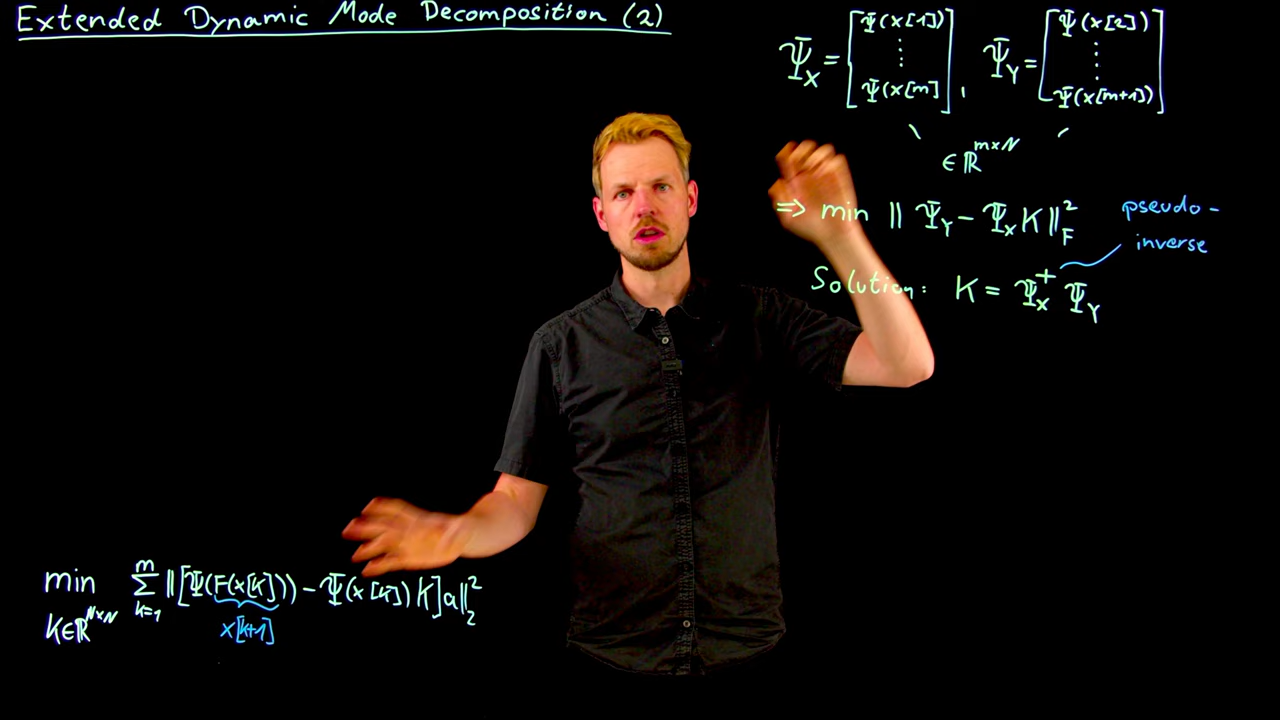 Extended Dynamic Mode Decomposition (2)
Ψ_X = [Ψ(x[1]) ⋮ Ψ(x[m]], Ψ_Y = [Ψ(x[2]) ⋮ Ψ(x[m+1])]
∈ ℝ^{m×N}
⇒ min ‖ Ψ_Y − Ψ_X K ‖_F^2
pseudo-
inverse
Solution: K = Ψ_X^+ Ψ_Y
min_{K∈ℝ^{N×N}} ∑_{k=1}^{m} ‖[Ψ(F(x[k])) − Ψ(x[k]) K]a‖_2^2
x[k+1]